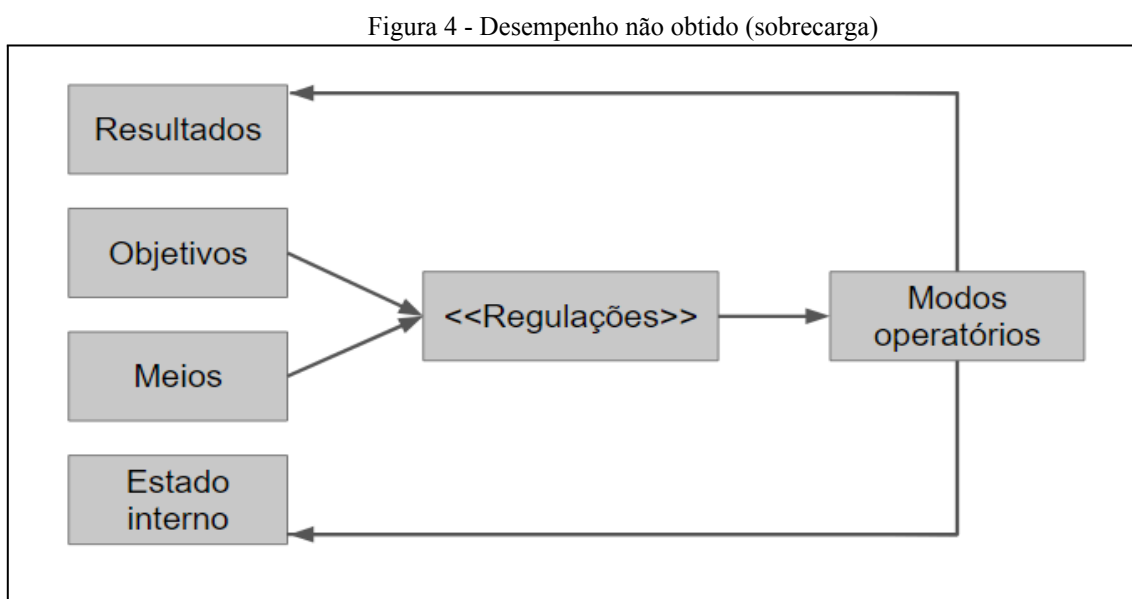 Figura 4 - Desempenho não obtido (sobrecarga)
Resultados
Objetivos
Meios
Estado
interno
<<Regulações>>
Modos
operatórios